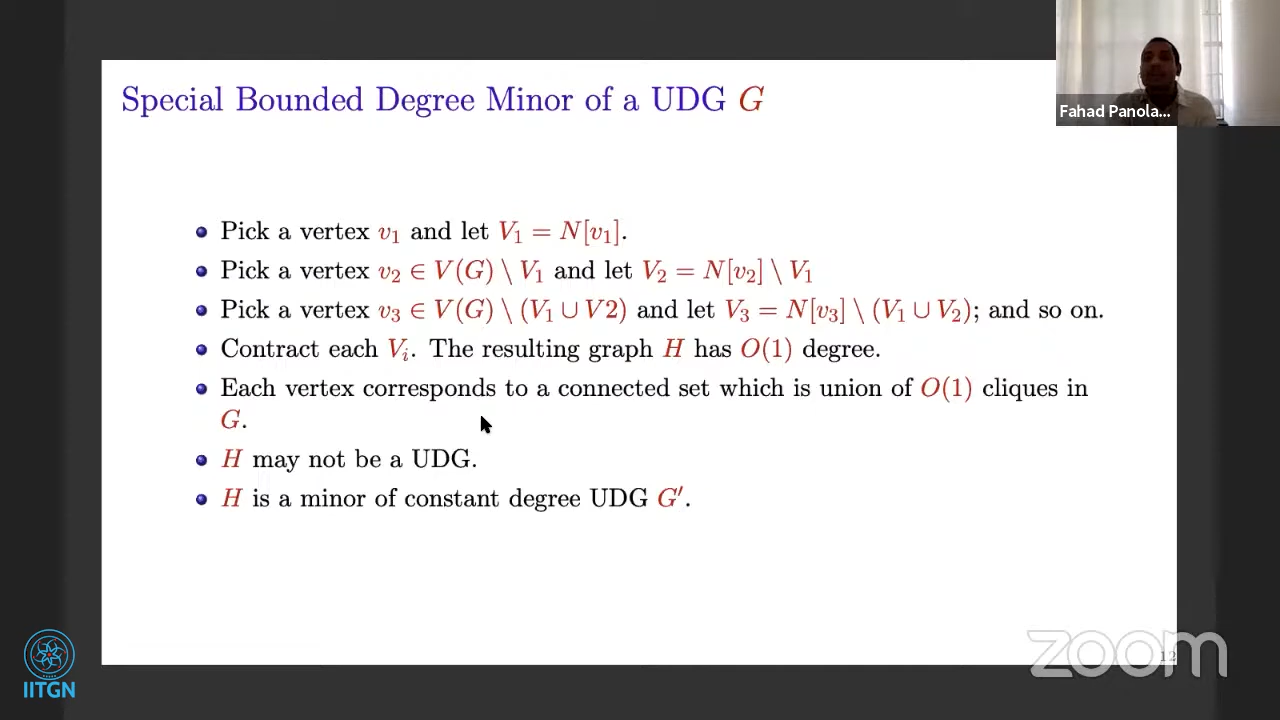 Special Bounded Degree Minor of a UDG G
Fahad Panola...
Pick a vertex v₁ and let V₁ = N[v₁].
Pick a vertex v₂ ∈ V(G) \ V₁ and let V₂ = N[v₂] \ V₁
Pick a vertex v₃ ∈ V(G) \ (V₁ ∪ V2) and let V₃ = N[v₃] \ (V₁ ∪ V₂); and so on.
Contract each Vᵢ. The resulting graph H has O(1) degree.
Each vertex corresponds to a connected set which is union of O(1) cliques in
G.
H may not be a UDG.
H is a minor of constant degree UDG G′.
IITGN
zoom
12